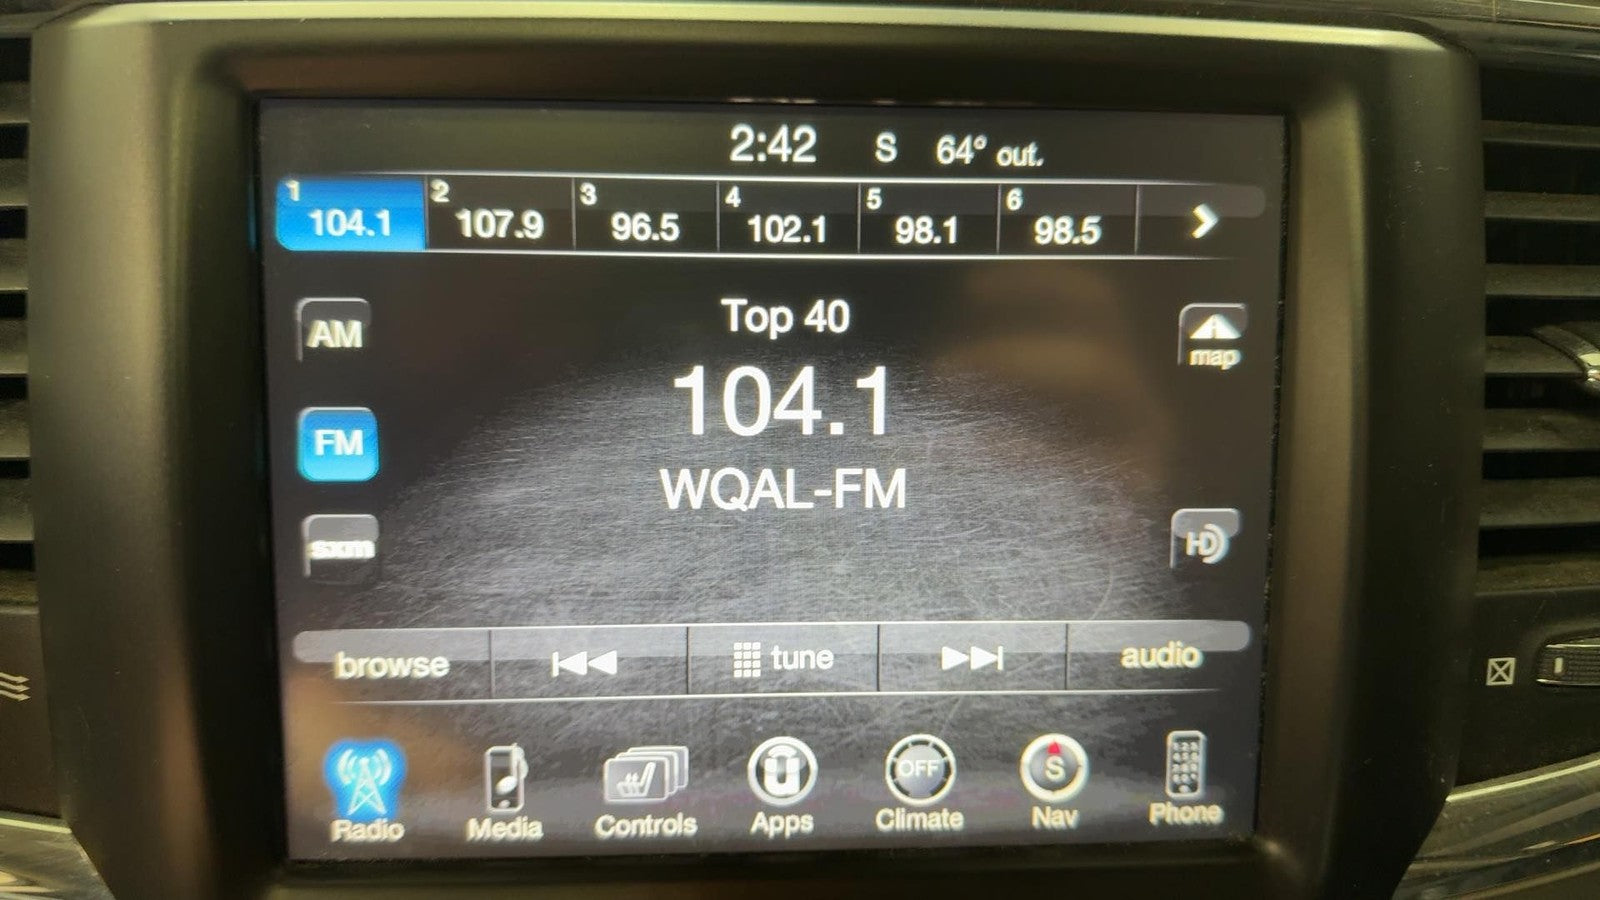 2:42 S 64° out.
1 2 3 4 5 6
104.1 107.9 96.5 102.1 98.1 98.5
Top 40
AM
map
104.1
FM
WQAL-FM
sxm
HD
browse tune audio
OFF S
Radio Media Controls Apps Climate Nav Phone